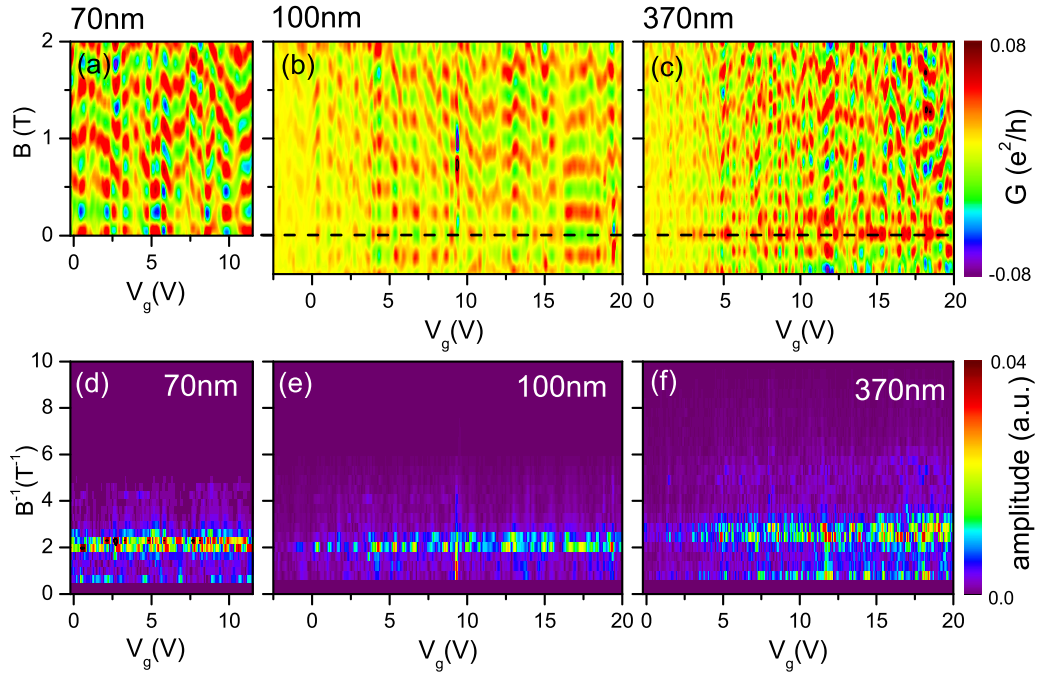 70nm
100nm
370nm
(a)
(b)
(c)
2
1
0
B (T)
0 5 10
0 5 10 15 20
0 5 10 15 20
V_g(V)
V_g(V)
V_g(V)
0.08
-0.08
G (e²/h)
(d) 70nm
(e) 100nm
(f) 370nm
10
8
6
4
2
0
B⁻¹(T⁻¹)
0 5 10
0 5 10 15 20
0 5 10 15 20
V_g(V)
V_g(V)
V_g(V)
0.04
0.0
amplitude (a.u.)